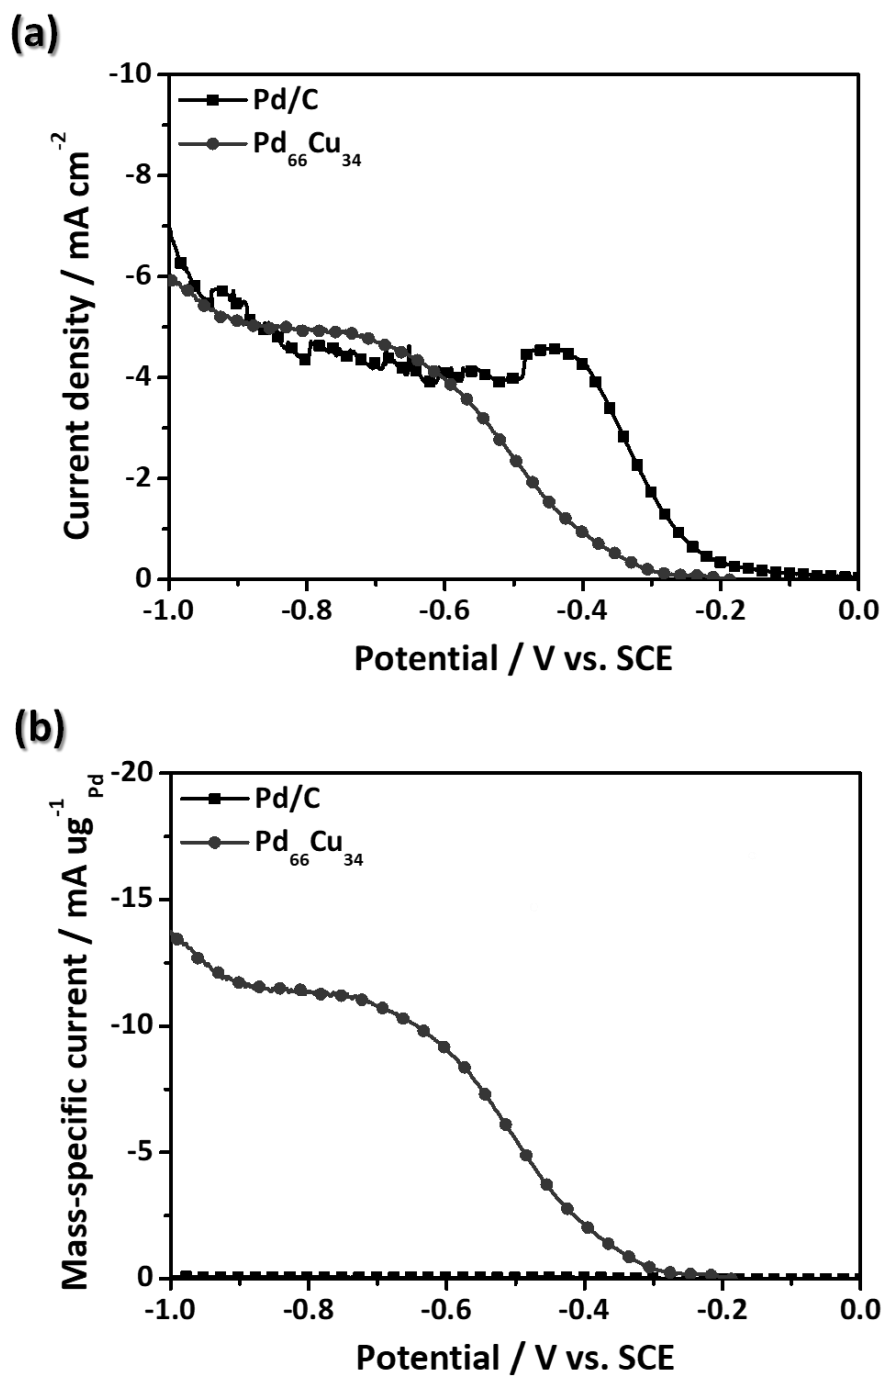 (a)
Current density / mA cm-2
-10
-8
-6
-4
-2
0
Pd/C
Pd66Cu34
-1.0
-0.8
-0.6
-0.4
-0.2
0.0
Potential / V vs. SCE
(b)
Mass-specific current / mA ug-1Pd
-20
-15
-10
-5
0
Pd/C
Pd66Cu34
-1.0
-0.8
-0.6
-0.4
-0.2
0.0
Potential / V vs. SCE